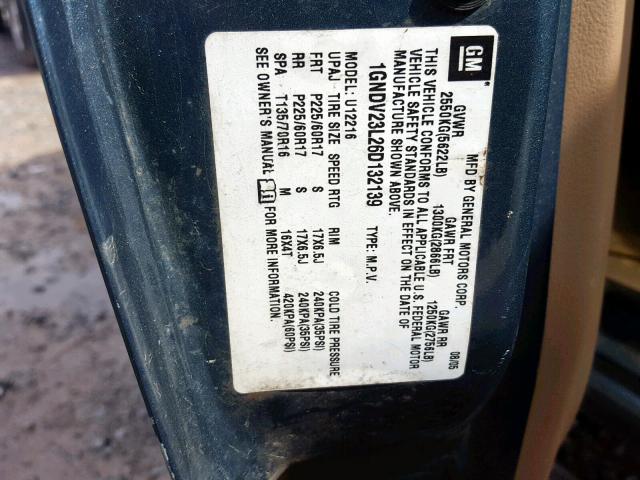 GM
MFD BY GENERAL MOTORS CORP. 08/05
GVWR GAWR FRT GAWR RR
2550KG(5622LB) 1300KG(2866LB) 1250KG(2756LB)
THIS VEHICLE CONFORMS TO ALL APPLICABLE U.S. FEDERAL MOTOR
VEHICLE SAFETY STANDARDS IN EFFECT ON THE DATE OF
MANUFACTURE SHOWN ABOVE.
1GNDV23L26D132139 TYPE: M.P.V.
MODEL: U12216
UPAJ - TIRE SIZE SPEED RTG RIM COLD TIRE PRESSURE
FRT P225/60R17 S 17X6.5J 240KPA(35PSI)
RR P225/60R17 S 17X6.5J 240KPA(35PSI)
SPA T135/70R16 M 16X4T 420KPA(60PSI)
SEE OWNER'S MANUAL FOR MORE INFORMATION.